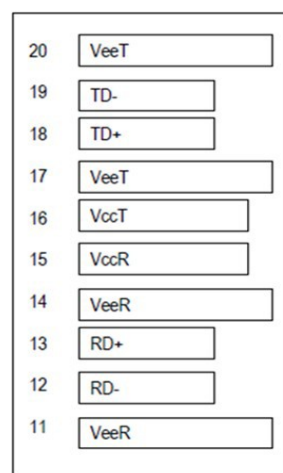 20 VeeT
19 TD-
18 TD+
17 VeeT
16 VccT
15 VccR
14 VeeR
13 RD+
12 RD-
11 VeeR